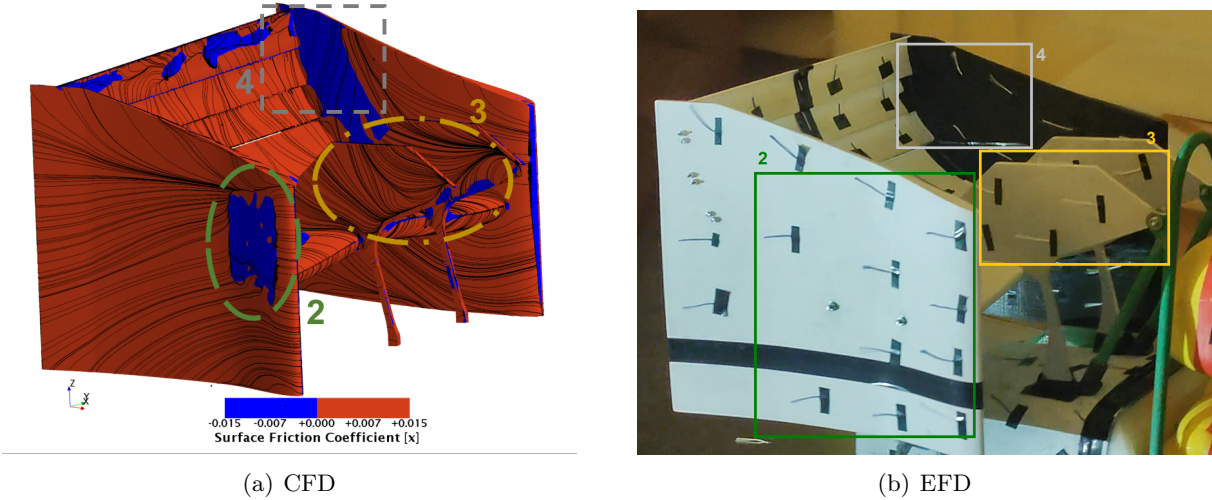 4
3
2
Z
Y
X
-0.015 -0.007 +0.000 +0.007 +0.015
Surface Friction Coefficient [x]
(a) CFD
4
3
2
(b) EFD